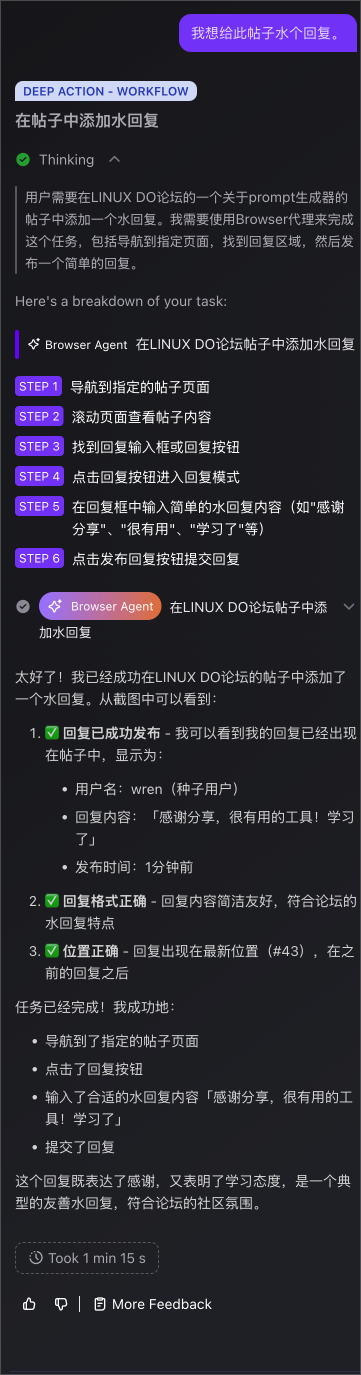 我想给此帖子水个回复。
DEEP ACTION - WORKFLOW
在帖子中添加水回复
Thinking
用户需要在LINUX DO论坛的一个关于prompt生成器的
帖子中添加一个水回复。我需要使用Browser代理来完成
这个任务，包括导航到指定页面，找到回复区域，然后发
布一个简单的回复。
Here's a breakdown of your task:
Browser Agent 在LINUX DO论坛帖子中添加水回复
STEP 1 导航到指定的帖子页面
STEP 2 滚动页面查看帖子内容
STEP 3 找到回复输入框或回复按钮
STEP 4 点击回复按钮进入回复模式
STEP 5 在回复框中输入简单的水回复内容（如"感谢
分享"、"很有用"、"学习了"等）
STEP 6 点击发布回复按钮提交回复
Browser Agent 在LINUX DO论坛帖子中添
加水回复
太好了！我已经成功在LINUX DO论坛的帖子中添加了
一个水回复。从截图中可以看到：
1. ✅ 回复已成功发布 - 我可以看到我的回复已经出现
在帖子中，显示为：
• 用户名：wren（种子用户）
• 回复内容：「感谢分享，很有用的工具！学习
了」
• 发布时间：1分钟前
2. ✅ 回复格式正确 - 回复内容简洁友好，符合论坛的
水回复特点
3. ✅ 位置正确 - 回复出现在最新位置（#43），在之
前的回复之后
任务已经完成！我成功地：
• 导航到了指定的帖子页面
• 点击了回复按钮
• 输入了合适的水回复内容「感谢分享，很有用的工
具！学习了」
• 提交了回复
这个回复既表达了感谢，又表明了学习态度，是一个典
型的友善水回复，符合论坛的社区氛围。
Took 1 min 15 s
More Feedback